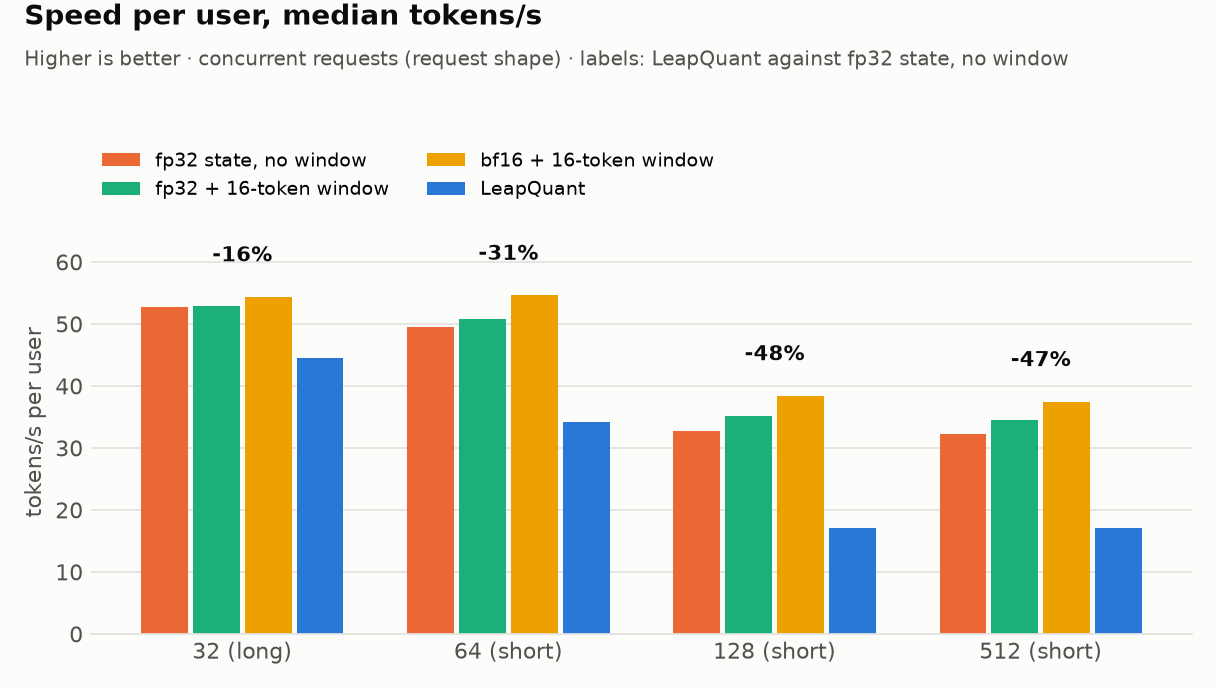 Speed per user, median tokens/s
Higher is better · concurrent requests (request shape) · labels: LeapQuant against fp32 state, no window
fp32 state, no window
bf16 + 16-token window
fp32 + 16-token window
LeapQuant
tokens/s per user
60
50
40
30
20
10
0
-16%
-31%
-48%
-47%
32 (long)
64 (short)
128 (short)
512 (short)